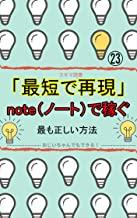 ㉓
スキマ読書
「最短で再現」
note（ノート）で稼ぐ
最も正しい方法
おじいちゃんでもできる！